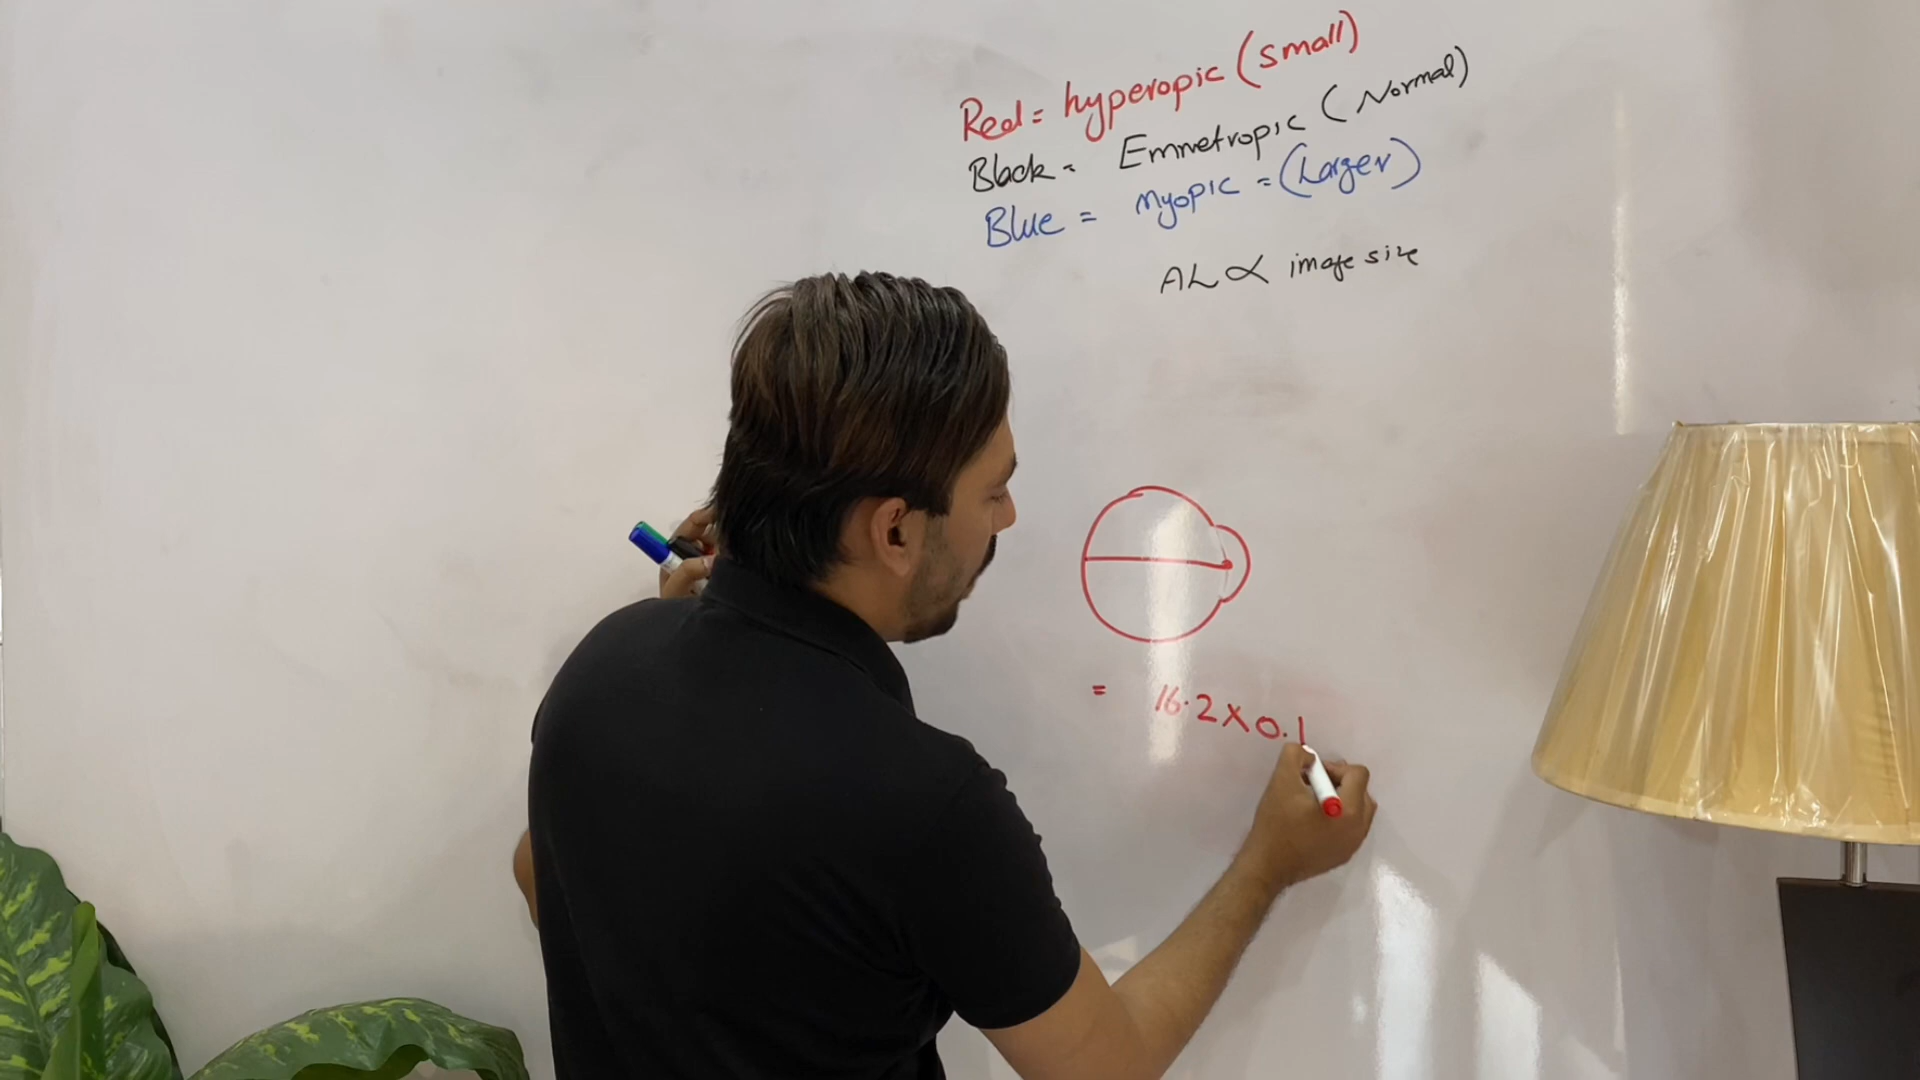 Red = hyperopic (small)
Black = Emmetropic (Normal)
Blue = Myopic = (Larger)
AL ∝ image size
= 16.2 X 0.1